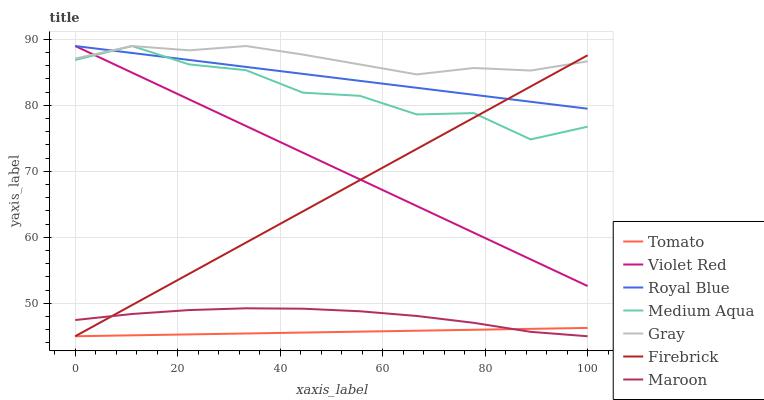 title
90
80
70
60
50
yaxis_label
0
20
40
60
80
100
xaxis_label
Tomato
Violet Red
Royal Blue
Medium Aqua
Gray
Firebrick
Maroon